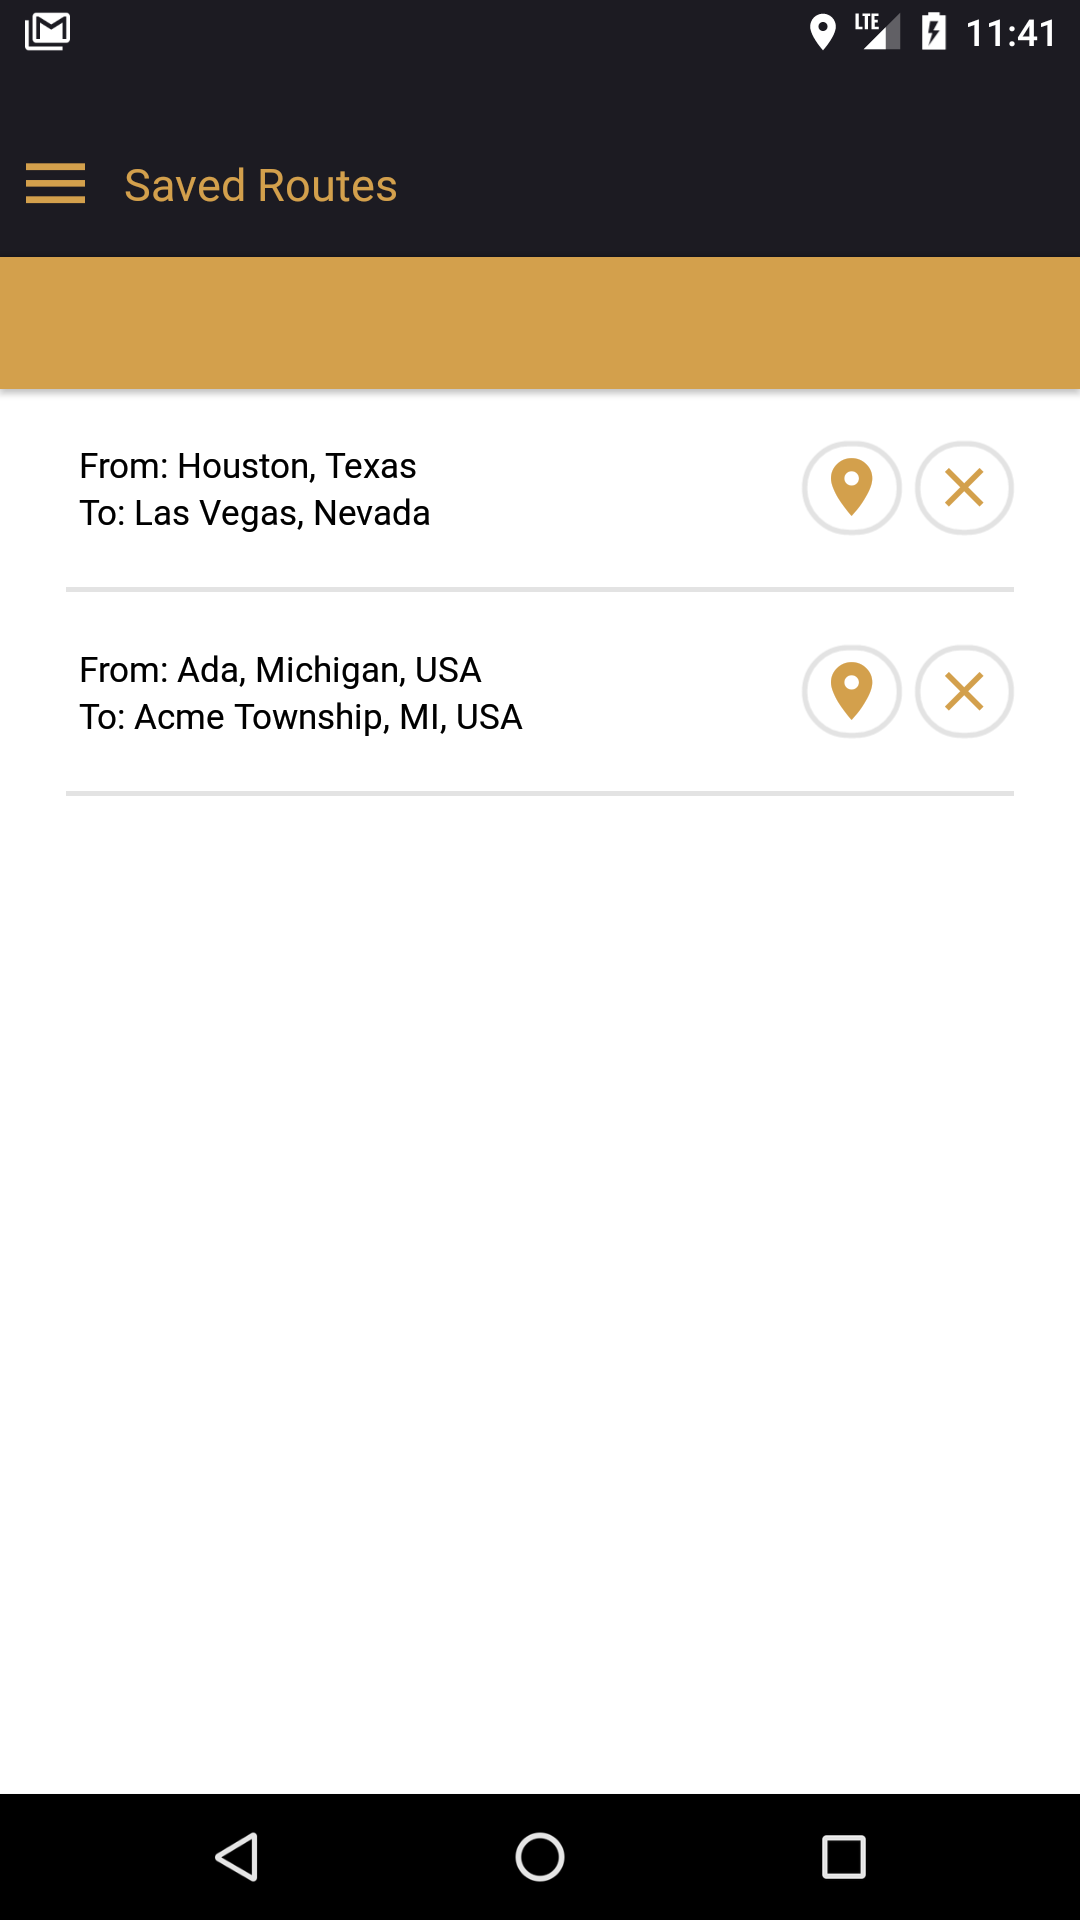 LTE 11:41
Saved Routes
From: Houston, Texas
To: Las Vegas, Nevada
From: Ada, Michigan, USA
To: Acme Township, MI, USA